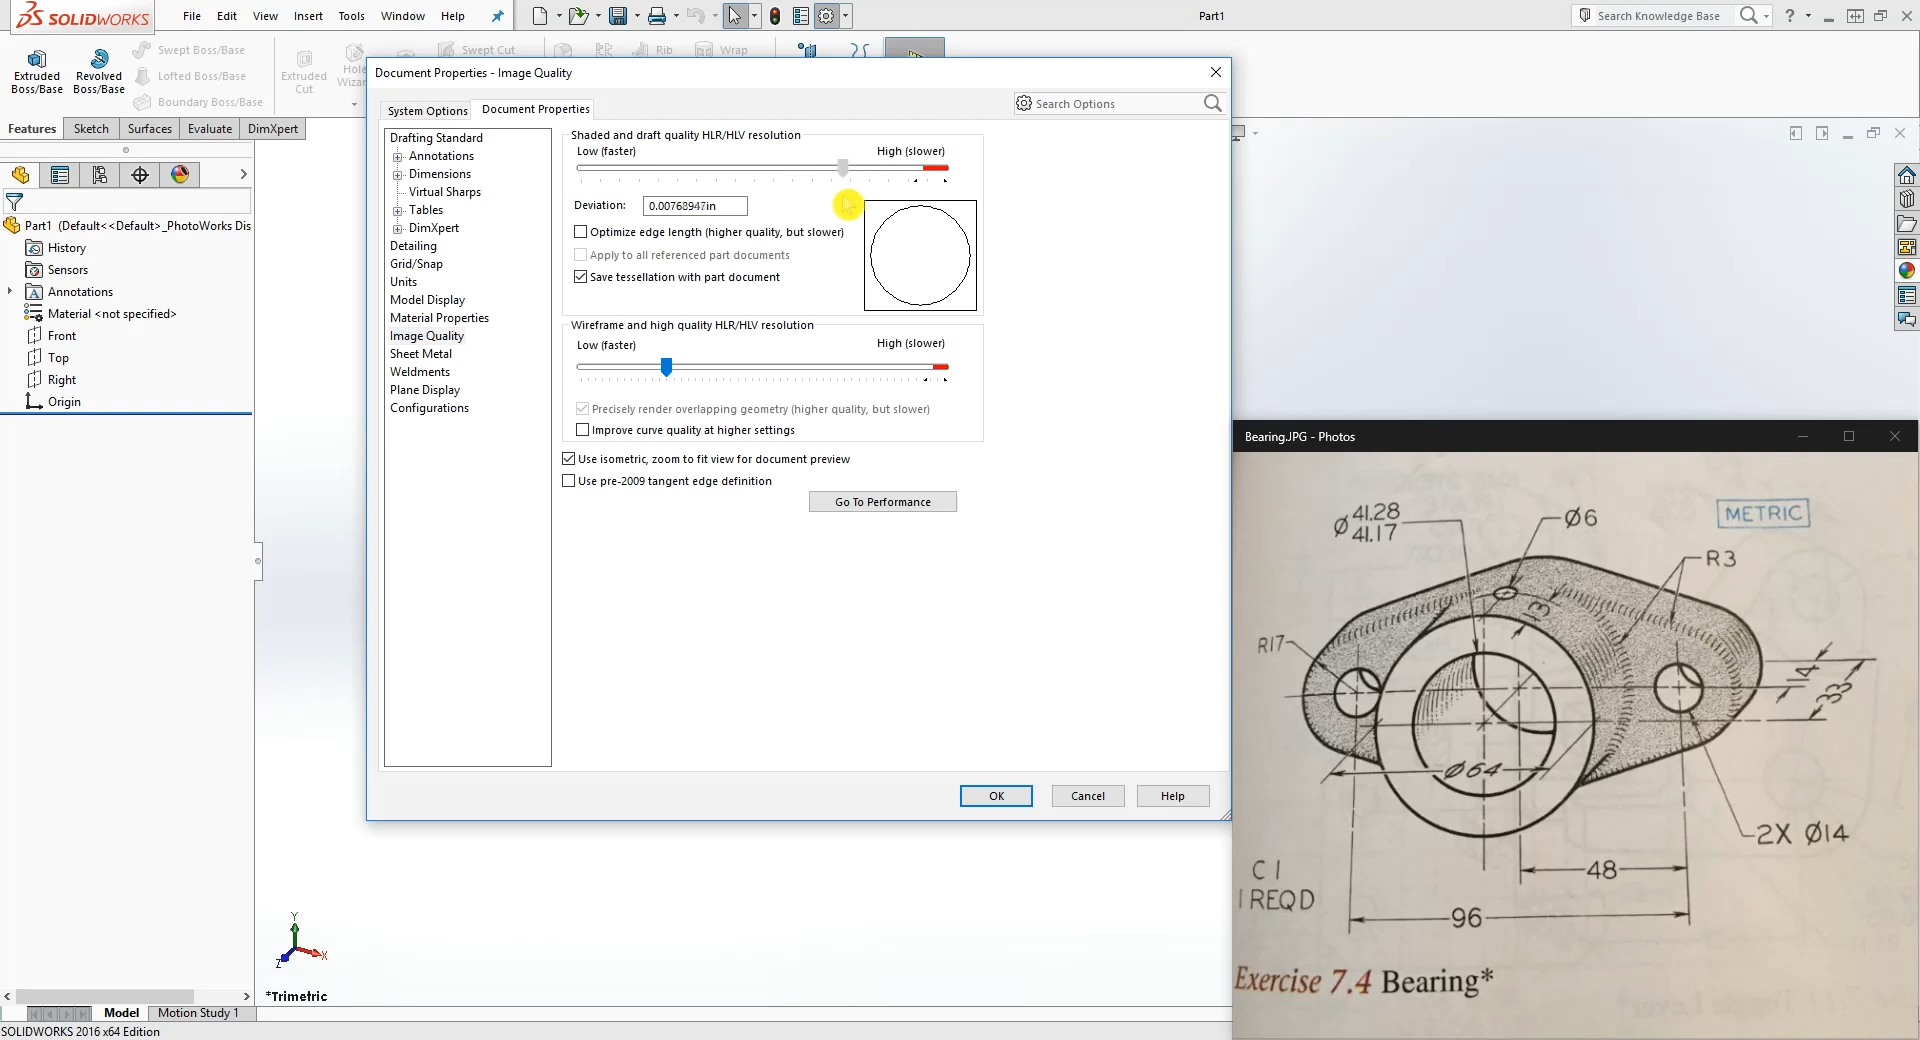 SOLIDWORKS
File
Edit
View
Insert
Tools
Window
Help
Part1
Search Knowledge Base
?
Extruded
Boss/Base
Revolved
Boss/Base
Swept Boss/Base
Lofted Boss/Base
Boundary Boss/Base
Extruded
Cut
Hole
Wizar
Swept Cut
Rib
Wrap
Features
Sketch
Surfaces
Evaluate
DimXpert
Part1 (Default<<Default>_PhotoWorks Dis
History
Sensors
Annotations
Material <not specified>
Front
Top
Right
Origin
Document Properties - Image Quality
System Options
Document Properties
Search Options
Drafting Standard
Annotations
Dimensions
Virtual Sharps
Tables
DimXpert
Detailing
Grid/Snap
Units
Model Display
Material Properties
Image Quality
Sheet Metal
Weldments
Plane Display
Configurations
Shaded and draft quality HLR/HLV resolution
Low (faster)
High (slower)
Deviation:
0.00768947in
Optimize edge length (higher quality, but slower)
Apply to all referenced part documents
Save tessellation with part document
Wireframe and high quality HLR/HLV resolution
Low (faster)
High (slower)
Precisely render overlapping geometry (higher quality, but slower)
Improve curve quality at higher settings
Use isometric, zoom to fit view for document preview
Use pre-2009 tangent edge definition
Go To Performance
OK
Cancel
Help
Bearing.JPG - Photos
Ø 41.28
41.17
Ø6
METRIC
R3
13
R17
14
33
Ø64
2X Ø14
48
C I
1 REQD
96
Exercise 7.4 Bearing*
Y
X
Z
*Trimetric
Model
Motion Study 1
SOLIDWORKS 2016 x64 Edition